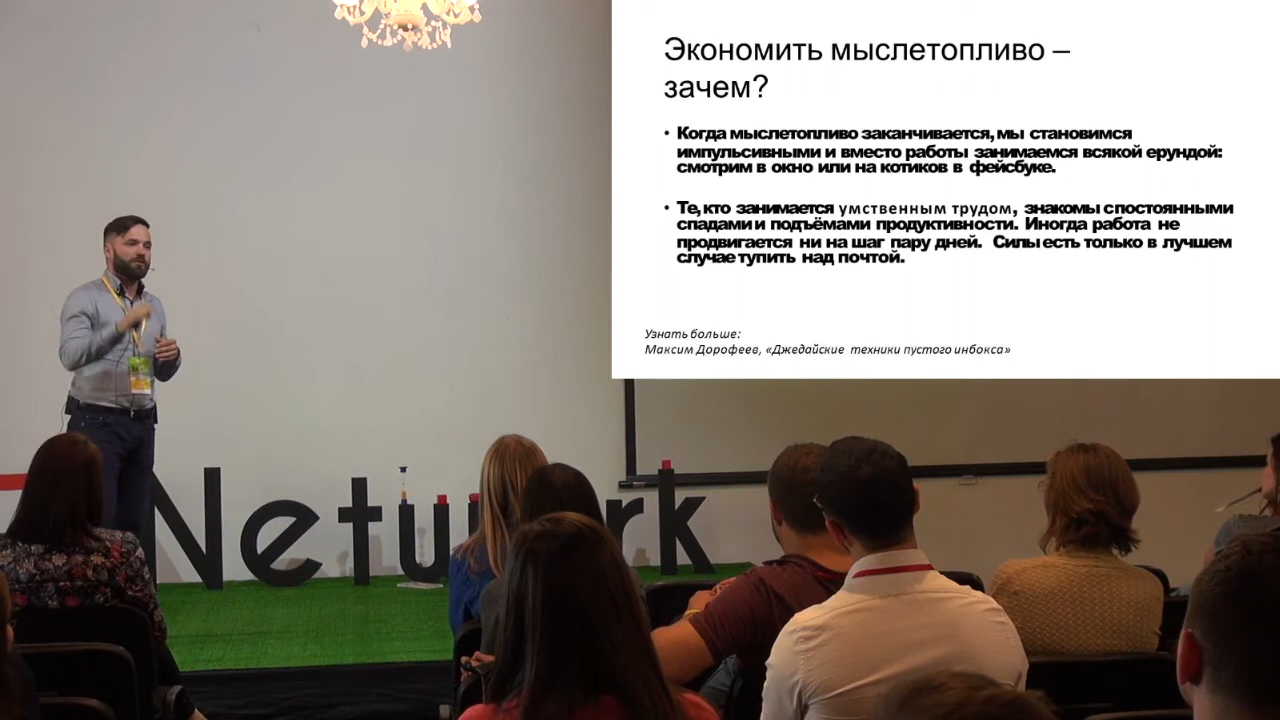 Экономить мыслетопливо –
зачем?
• Когда мыслетопливо заканчивается, мы становимся
импульсивными и вместо работы занимаемся всякой ерундой:
смотрим в окно или на котиков в фейсбуке.
• Те, кто занимается умственным трудом, знакомы с постоянными
спадами и подъёмами продуктивности. Иногда работа не
продвигается ни на шаг пару дней. Силы есть только в лучшем
случае тупить над почтой.
Узнать больше:
Максим Дорофеев, «Джедайские техники пустого инбокса»